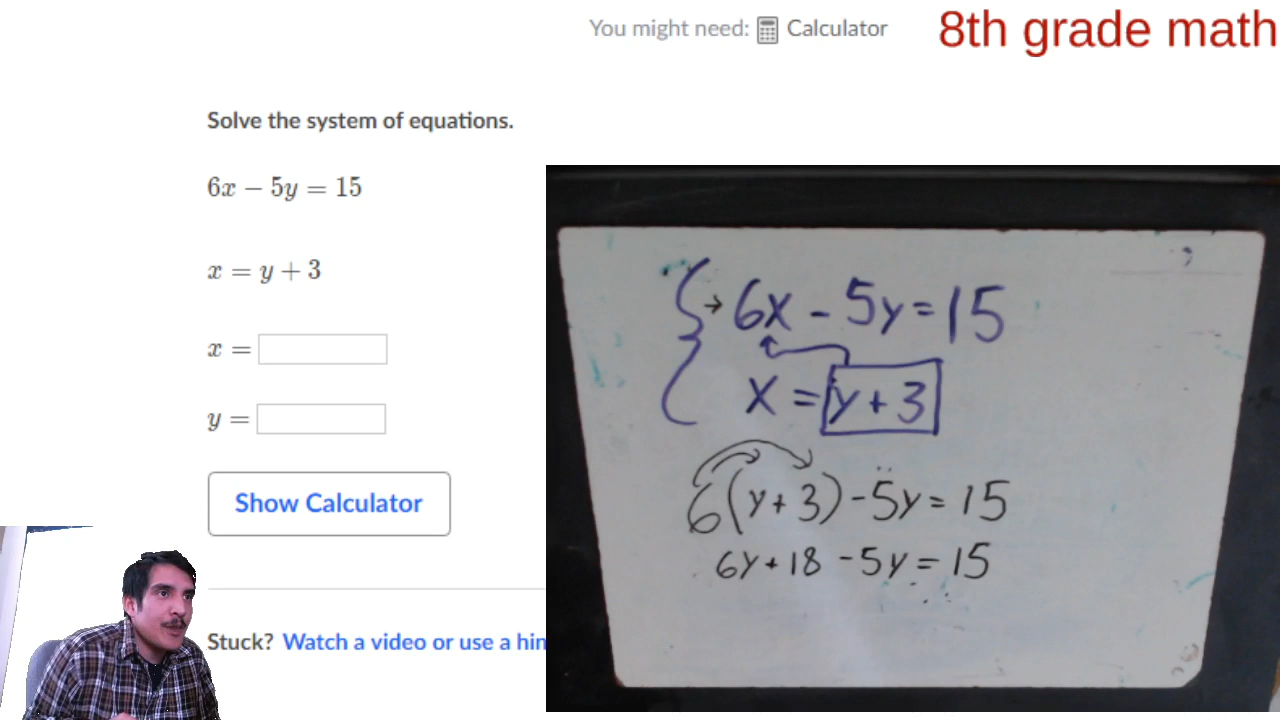 You might need: Calculator
8th grade math
Solve the system of equations.
6x − 5y = 15
x = y + 3
x =
y =
Show Calculator
Stuck? Watch a video or use a hin
6x - 5y = 15
x = y + 3
6(y + 3) - 5y = 15
6y + 18 - 5y = 15